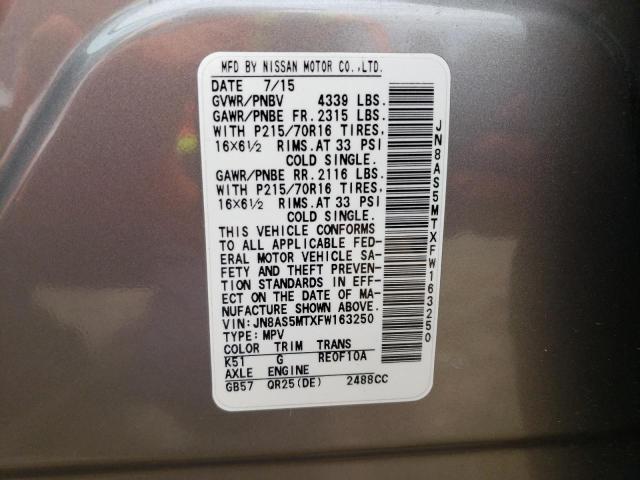 MFD BY NISSAN MOTOR CO.,LTD.
DATE 7/15
GVWR/PNBV 4339 LBS.
GAWR/PNBE FR. 2315 LBS.
WITH P215/70R16 TIRES,
16X6½ RIMS. AT 33 PSI
COLD SINGLE.
GAWR/PNBE RR. 2116 LBS.
WITH P215/70R16 TIRES,
16X6½ RIMS. AT 33 PSI
COLD SINGLE.
THIS VEHICLE CONFORMS
TO ALL APPLICABLE FED-
ERAL MOTOR VEHICLE SA-
FETY AND THEFT PREVEN-
TION STANDARDS IN EFF-
ECT ON THE DATE OF MA-
NUFACTURE SHOWN ABOVE.
VIN: JN8AS5MTXFW163250
TYPE: MPV
COLOR TRIM TRANS
K51 G RE0F10A
AXLE ENGINE
GB57 QR25(DE) 2488CC
JN8AS5MTXFW163250